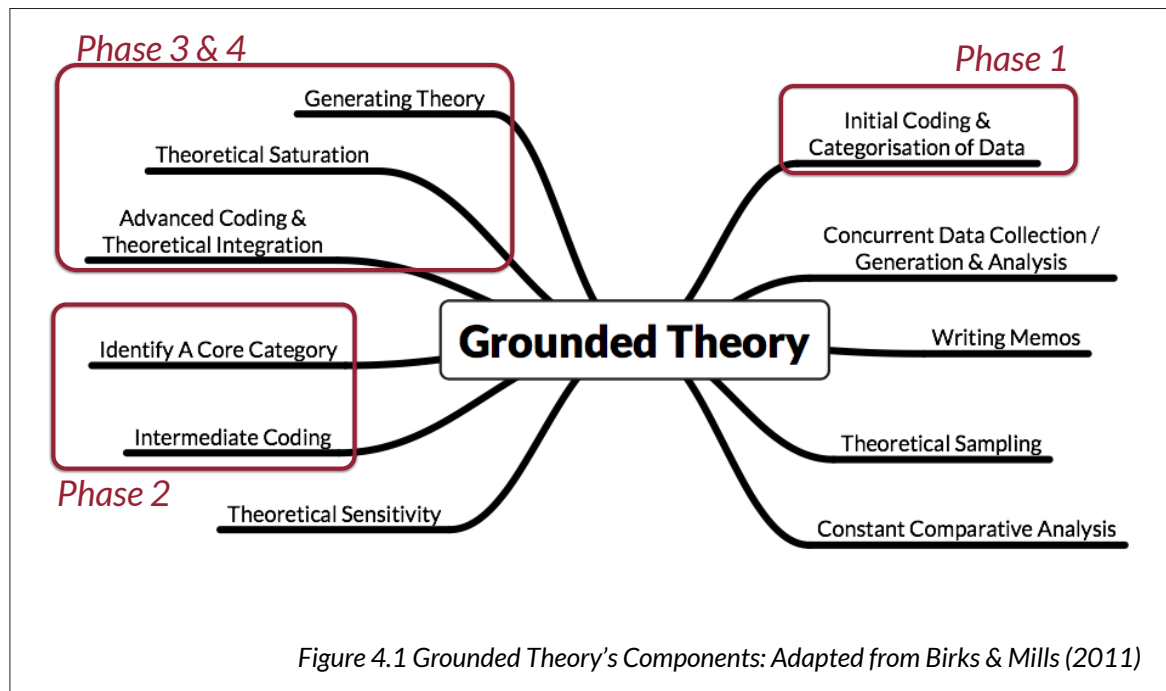 Phase 3 & 4
Generating Theory
Theoretical Saturation
Advanced Coding &
Theoretical Integration
Identify A Core Category
Intermediate Coding
Phase 2
Theoretical Sensitivity
Grounded Theory
Phase 1
Initial Coding &
Categorisation of Data
Concurrent Data Collection /
Generation & Analysis
Writing Memos
Theoretical Sampling
Constant Comparative Analysis
Figure 4.1 Grounded Theory's Components: Adapted from Birks & Mills (2011)